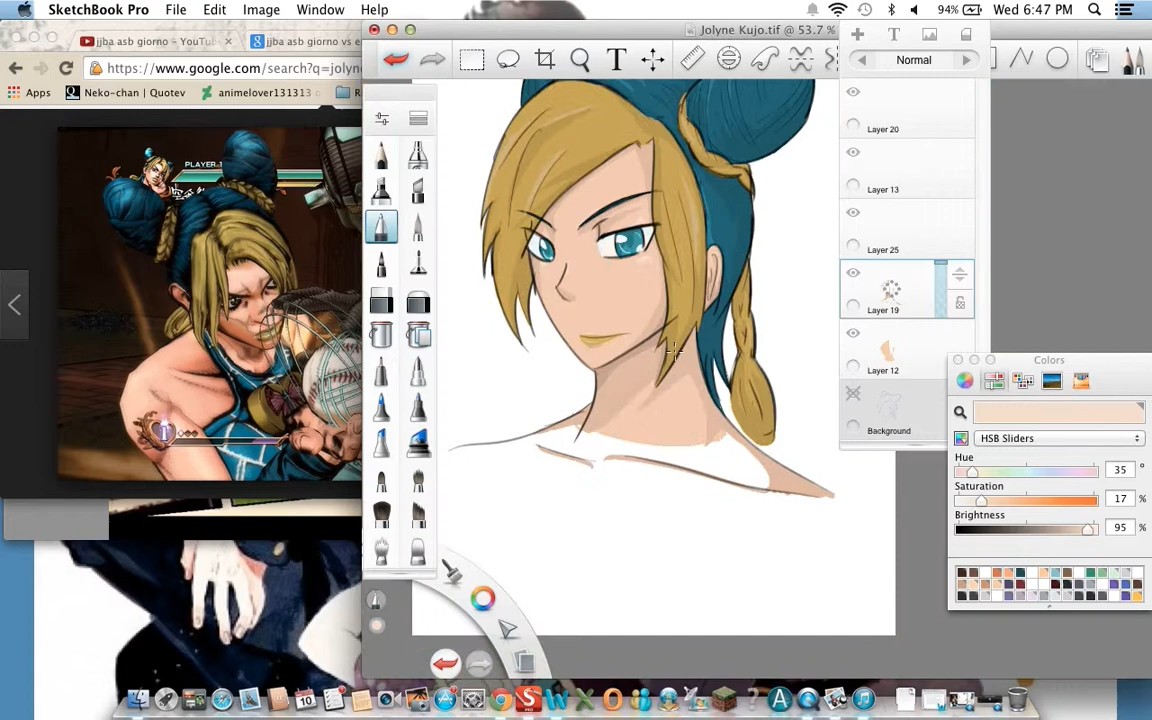 SketchBook Pro File Edit Image Window Help
94% Wed 6:47 PM
jjba asb giorno – YouTu
jjba asb giorno vs e
https://www.google.com/search?q=jolyn
Apps Neko-chan | Quotev animelover131313
PLAYER
Jolyne Kujo.tif @ 53.7 %
T
T
Normal
Layer 20
Layer 13
Layer 25
Layer 19
Layer 12
Background
Colors
HSB Sliders
Hue
35 °
Saturation
17 %
Brightness
95 %